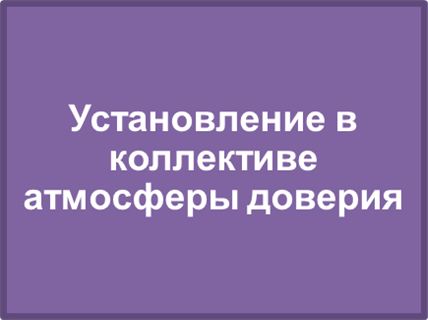 Установление в
коллективе
атмосферы доверия